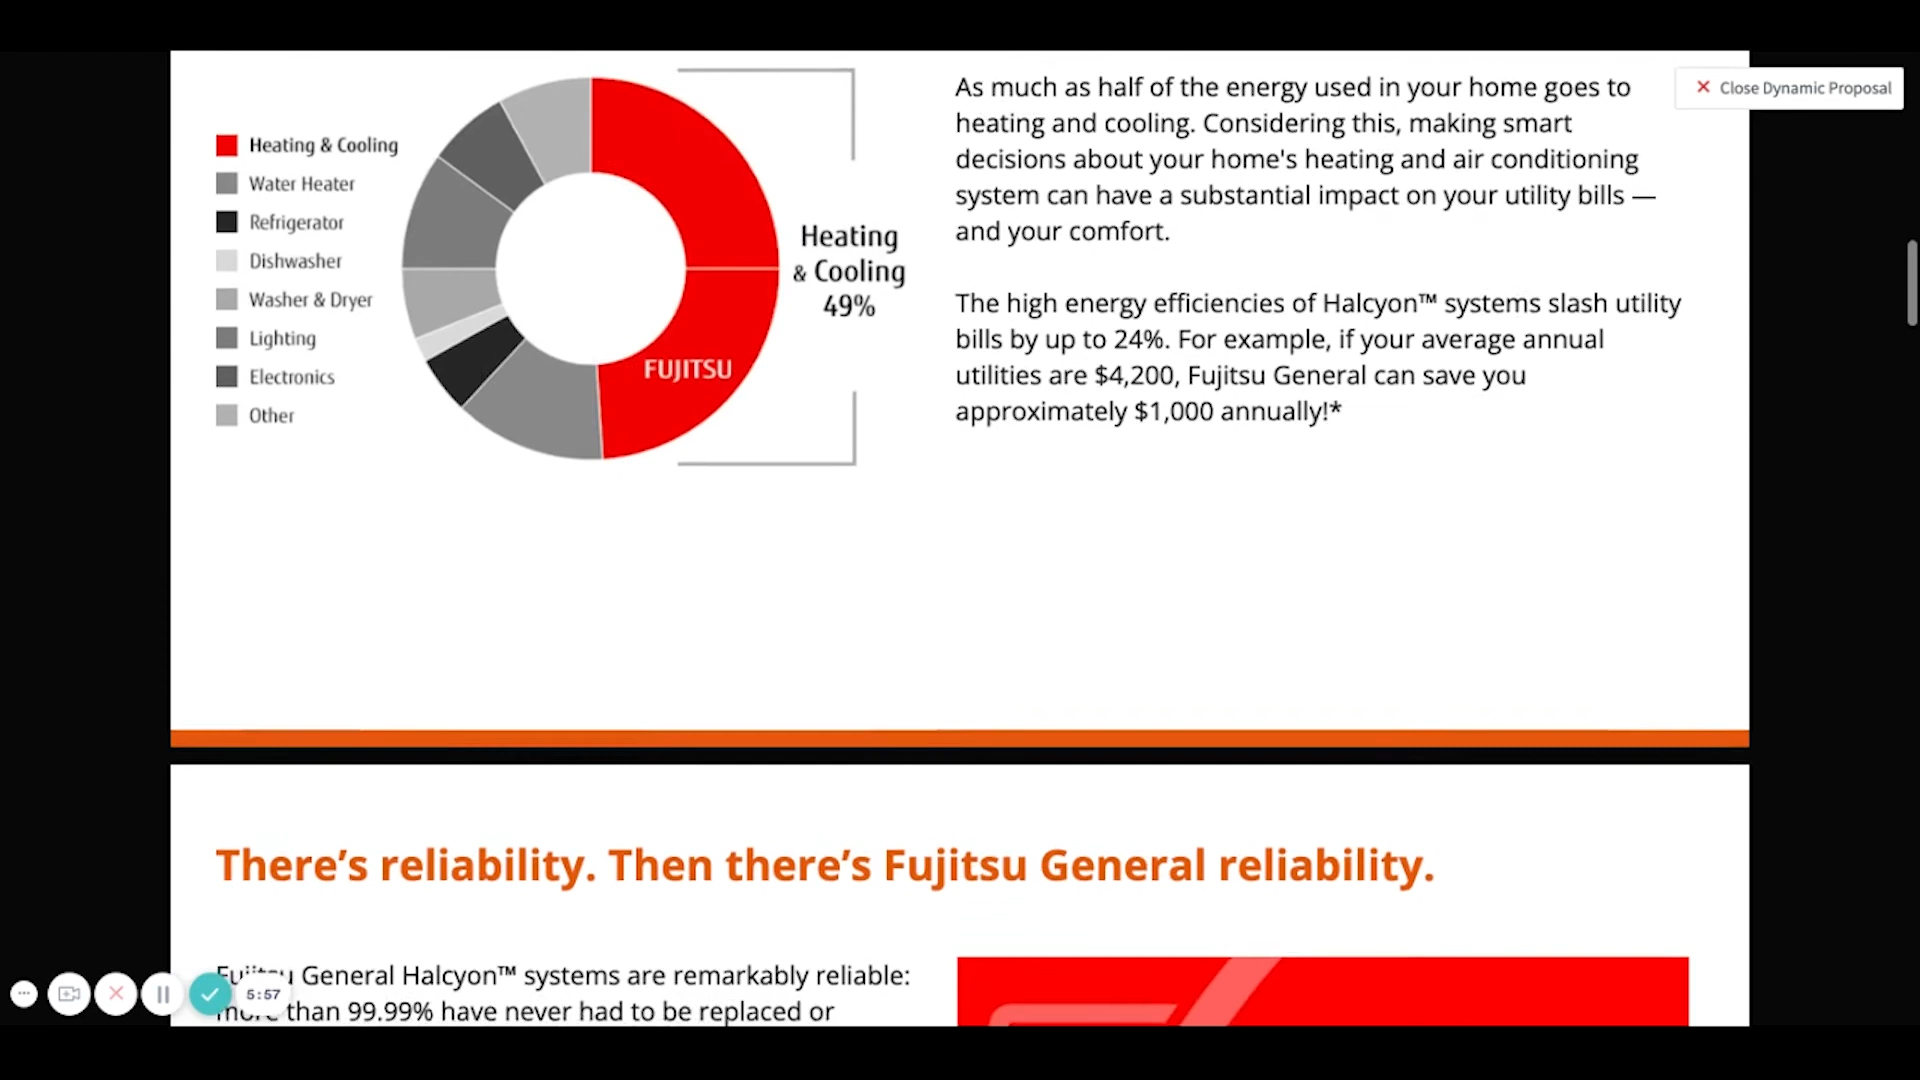 Heating & Cooling
Water Heater
Refrigerator
Dishwasher
Washer & Dryer
Lighting
Electronics
Other
FUJITSU
Heating
& Cooling
49%
As much as half of the energy used in your home goes to
heating and cooling. Considering this, making smart
decisions about your home's heating and air conditioning
system can have a substantial impact on your utility bills —
and your comfort.
The high energy efficiencies of Halcyon™ systems slash utility
bills by up to 24%. For example, if your average annual
utilities are $4,200, Fujitsu General can save you
approximately $1,000 annually!*
Close Dynamic Proposal
There’s reliability. Then there’s Fujitsu General reliability.
Fujitsu General Halcyon™ systems are remarkably reliable:
more than 99.99% have never had to be replaced or
5:57